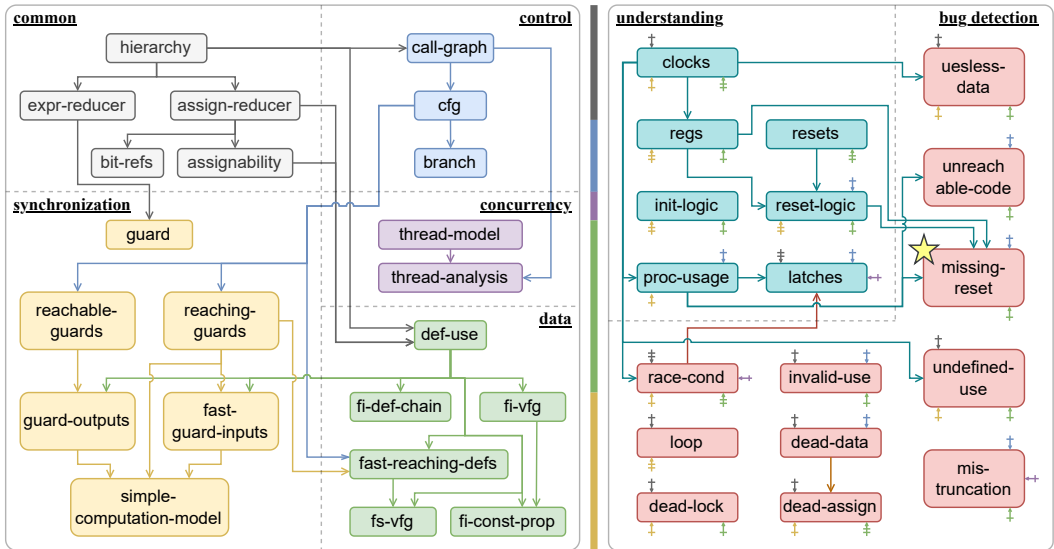 common
control
hierarchy
call-graph
expr-reducer
assign-reducer
cfg
bit-refs
assignability
branch
synchronization
concurrency
guard
thread-model
thread-analysis
reachable-
guards
reaching-
guards
data
def-use
guard-outputs
fast-
guard-inputs
fi-def-chain
fi-vfg
fast-reaching-defs
simple-
computation-model
fs-vfg
fi-const-prop
understanding
bug detection
clocks
uesless-
data
regs
resets
unreach
able-code
init-logic
reset-logic
proc-usage
latches
missing-
reset
race-cond
invalid-use
undefined-
use
loop
dead-data
mis-
truncation
dead-lock
dead-assign